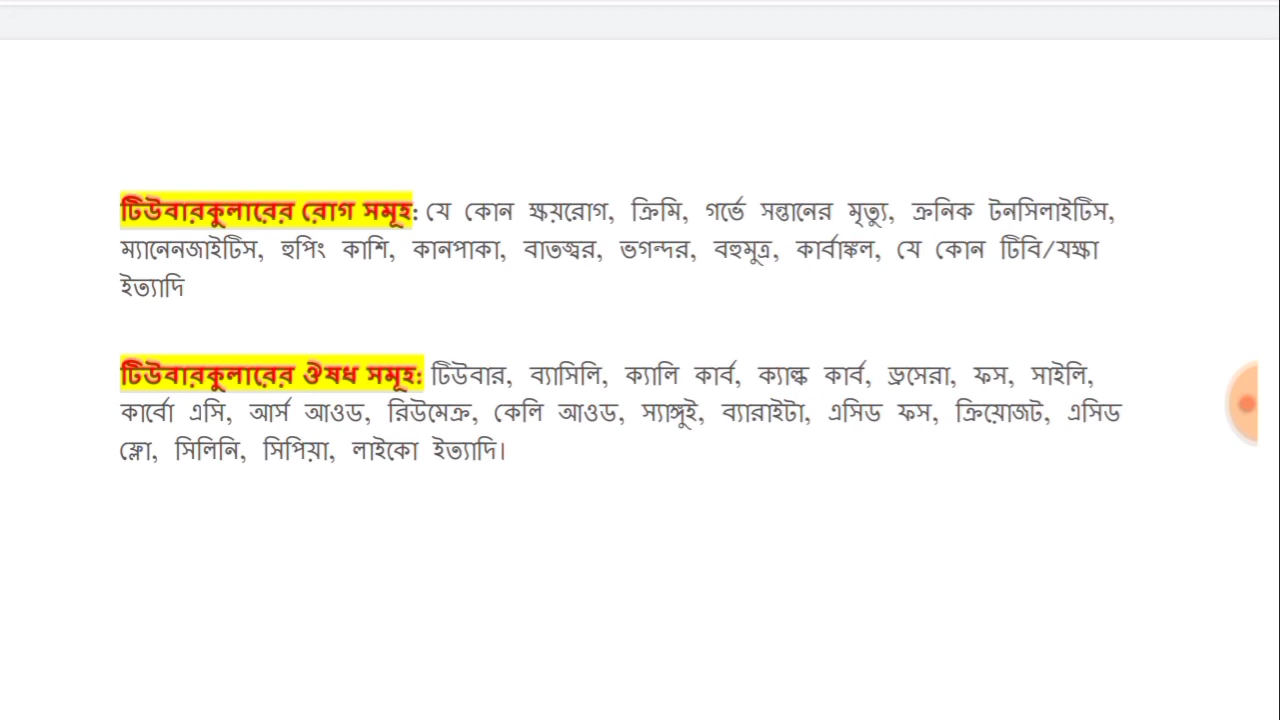 টিউবারকুলারের রোগ সমূহ: যে কোন ক্ষয়রোগ, ক্রিমি, গর্ভে সন্তানের মৃত্যু, ক্রনিক টনসিলাইটিস,
ম্যানেনজাইটিস, হুপিং কাশি, কানপাকা, বাতজ্বর, ভগন্দর, বহুমুত্র, কার্বাঙ্কল, যে কোন টিবি/যক্ষা
ইত্যাদি
টিউবারকুলারের ঔষধ সমূহ: টিউবার, ব্যাসিলি, ক্যালি কার্ব, ক্যাল্ক কার্ব, ড্রসেরা, ফস, সাইলি,
কার্বো এসি, আর্স আওড, রিউমেক্র, কেলি আওড, স্যাঙ্গুই, ব্যারাইটা, এসিড ফস, ক্রিয়োজট, এসিড
ফ্লো, সিলিনি, সিপিয়া, লাইকো ইত্যাদি।